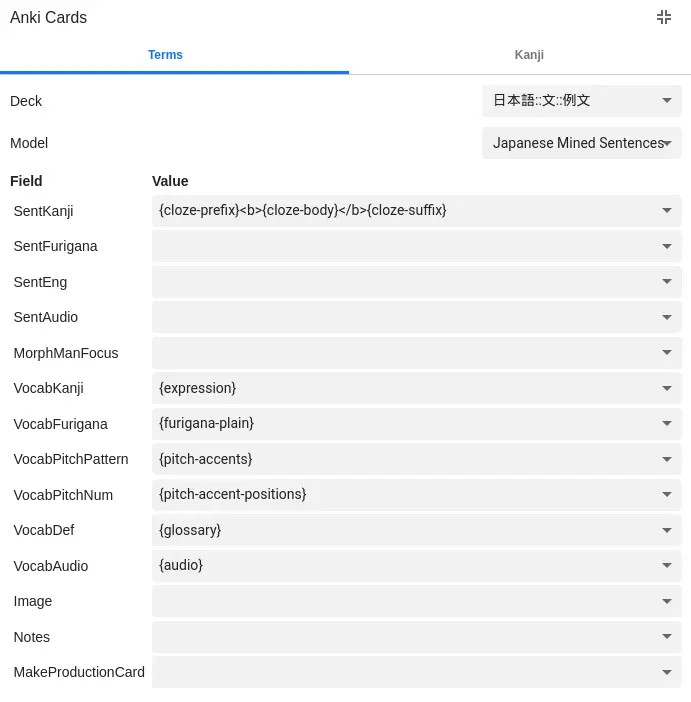 Anki Cards
Terms Kanji
Deck 日本語::文::例文
Model Japanese Mined Sentences
Field Value
SentKanji {cloze-prefix}<b>{cloze-body}</b>{cloze-suffix}
SentFurigana
SentEng
SentAudio
MorphManFocus
VocabKanji {expression}
VocabFurigana {furigana-plain}
VocabPitchPattern {pitch-accents}
VocabPitchNum {pitch-accent-positions}
VocabDef {glossary}
VocabAudio {audio}
Image
Notes
MakeProductionCard